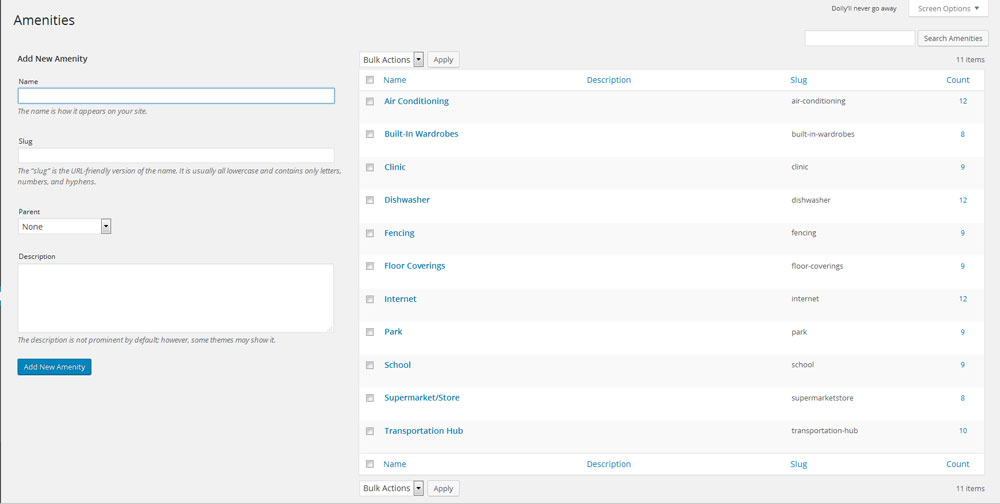 Dolly'll never go away
Screen Options
Amenities
Search Amenities
Add New Amenity
Name
The name is how it appears on your site.
Slug
The "slug" is the URL-friendly version of the name. It is usually all lowercase and contains only letters,
numbers, and hyphens.
Parent
None
Description
The description is not prominent by default; however, some themes may show it.
Add New Amenity
Bulk Actions Apply 11 items
Name Description Slug Count
Air Conditioning air-conditioning 12
Built-In Wardrobes built-in-wardrobes 8
Clinic clinic 9
Dishwasher dishwasher 12
Fencing fencing 9
Floor Coverings floor-coverings 9
Internet internet 12
Park park 9
School school 9
Supermarket/Store supermarketstore 8
Transportation Hub transportation-hub 10
Name Description Slug Count
Bulk Actions Apply 11 items